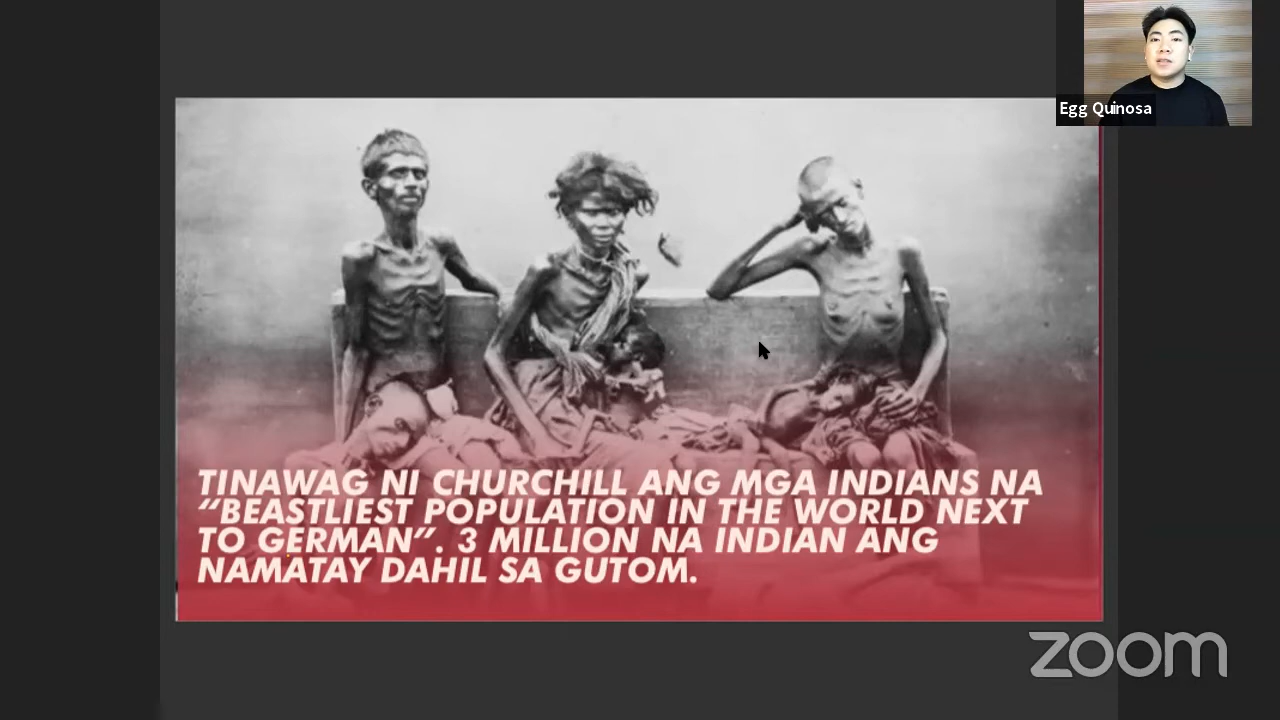 Egg Quinosa
TINAWAG NI CHURCHILL ANG MGA INDIANS NA
“BEASTLIEST POPULATION IN THE WORLD NEXT
TO GERMAN”. 3 MILLION NA INDIAN ANG
NAMATAY DAHIL SA GUTOM.
zoom